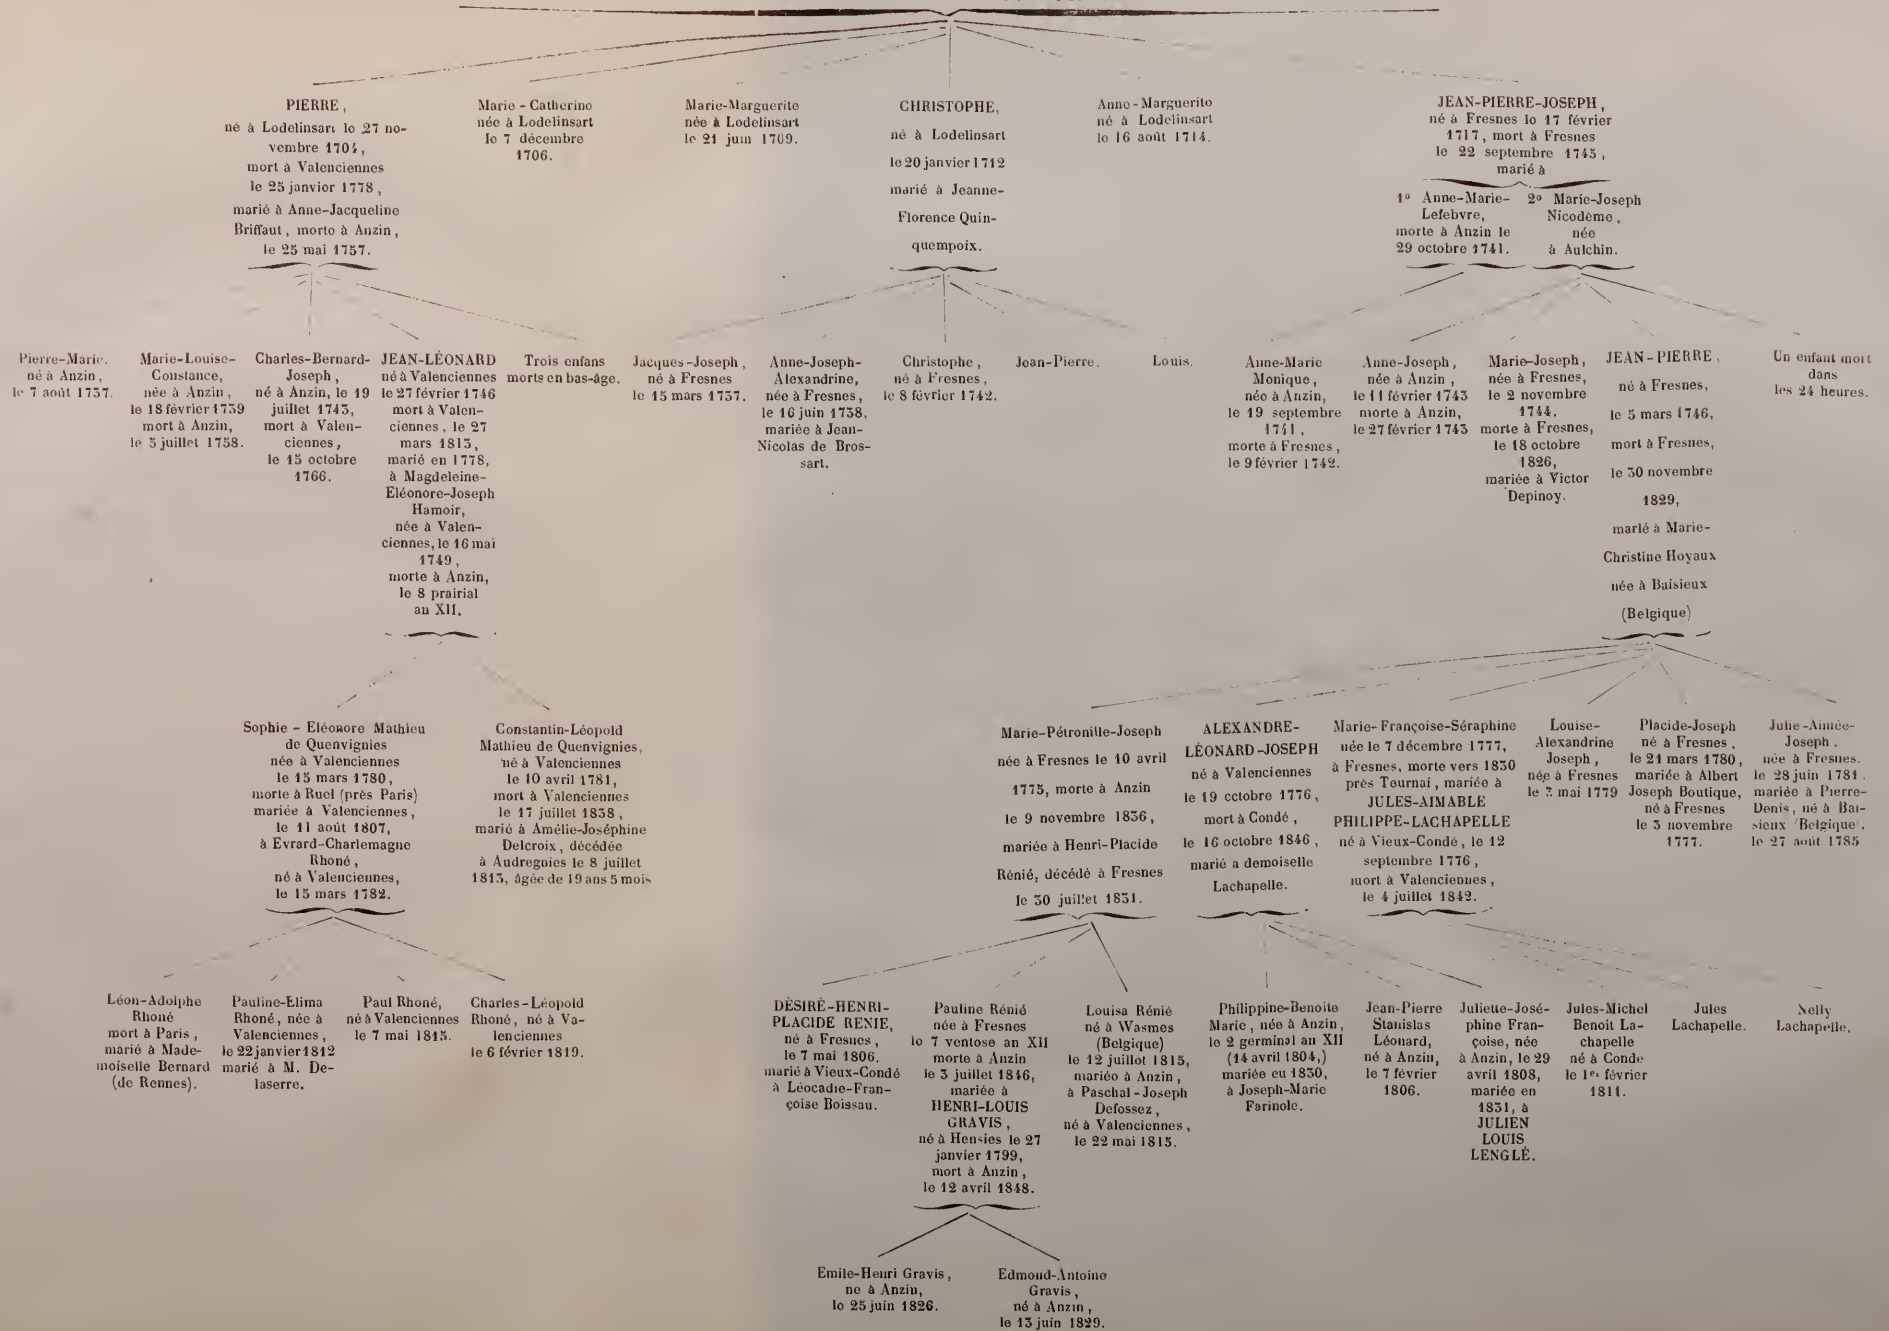 PIERRE,
né à Lodelinsart lo 27 no-
vembre 1704,
mort à Valenciennes
le 25 janvier 1778,
marié à Anne-Jacqueline
Briffaut, morte à Anzin,
le 25 mai 1757.
Marie-Catherine
née à Lodelinsart
lo 7 décembre
1706.
Marie-Marguerite
née à Lodelinsart
le 21 juin 1709.
CHRISTOPHE,
né à Lodelinsart
le 20 janvier 1712
marié à Jeanne-
Florence Quin-
quempoix.
Anne-Marguerite
né à Lodelinsart
lo 16 août 1714.
JEAN-PIERRE-JOSEPH,
né à Fresnes lo 17 février
1717, mort à Fresnes
le 22 septembre 1745,
marié à
1º Anne-Marie-
Lefebvre,
morte à Anzin le
29 octobre 1741.
2º Marie-Joseph
Nicodème,
née
à Aulchin.
Pierre-Marie.
né à Anzin,
le 7 août 1737.
Marie-Louise-
Constance,
née à Anzin,
le 18 février 1739
mort à Anzin,
le 5 juillet 1758.
Charles-Bernard-
Joseph,
né à Anzin, le 19
juillet 1743,
mort à Valen-
ciennes,
le 15 octobre
1766.
JEAN-LÉONARD
né à Valenciennes
le 27 février 1746
mort à Valen-
ciennes, le 27
mars 1813,
marié en 1778,
à Magdeleine-
Eléonore-Joseph
Hamoir,
née à Valen-
ciennes, le 16 mai
1749,
morte à Anzin,
le 8 prairial
an XII.
Trois enfans
morts en bas-âge.
Jacques-Joseph,
né à Fresnes
le 15 mars 1737.
Anne-Joseph-
Alexandrine,
née à Fresnes,
le 16 juin 1738,
mariée à Jean-
Nicolas de Bros-
sart.
Christophe,
né à Fresnes,
le 8 février 1742.
Jean-Pierre.
Louis.
Anne-Marie
Monique,
née à Anzin,
le 19 septembre
1741,
morte à Fresnes,
le 9 février 1742.
Anne-Joseph,
née à Anzin,
le 11 février 1743
morte à Anzin,
le 27 février 1743
Marie-Joseph,
née à Fresnes,
le 2 novembre
1744,
morte à Fresnes,
le 18 octobre
1826,
mariée à Victor
Depinoy.
JEAN-PIERRE,
né à Fresnes,
le 5 mars 1746,
mort à Fresnes,
le 30 novembre
1829,
marié à Marie-
Christine Hoyaux
née à Baisieux
(Belgique)
Un enfant mort
dans
les 24 heures.
Sophie-Eléonore Mathieu
de Quenvignies
née à Valenciennes
le 15 mars 1780,
morte à Ruel (près Paris)
mariée à Valenciennes,
le 11 août 1807,
à Evrard-Charlemagne
Rhoné,
né à Valenciennes,
le 15 mars 1782.
Constantin-Léopold
Mathieu de Quenvignies,
né à Valenciennes
le 10 avril 1781,
mort à Valenciennes
le 17 juillet 1838,
marié à Amélie-Joséphine
Delcroix, décédée
à Audregnies le 8 juillet
1813, âgée de 19 ans 5 mois
Marie-Pétronille-Joseph
née à Fresnes le 10 avril
1775, morte à Anzin
le 9 novembre 1836,
mariée à Henri-Placide
Rénié, décédé à Fresnes
le 30 juillet 1831.
ALEXANDRE-
LÉONARD-JOSEPH
né à Valenciennes
le 19 octobre 1776,
mort à Condé,
le 16 octobre 1846,
marié a demoiselle
Lachapelle.
Marie-Françoise-Séraphine
née le 7 décembre 1777,
à Fresnes, morte vers 1830
près Tournai, mariée à
JULES-AIMABLE
PHILIPPE-LACHAPELLE
né à Vieux-Condé, le 12
septembre 1776,
mort à Valenciennes,
le 4 juillet 1842.
Louise-
Alexandrine
Joseph,
née à Fresnes
le 3 mai 1779
Placide-Joseph
né à Fresnes,
le 21 mars 1780,
mariée à Albert
Joseph Boutique,
né à Fresnes
le 3 novembre
1777.
Julie-Aimée-
Joseph,
née à Fresnes.
le 28 juin 1781.
mariée à Pierre-
Denis, né à Bai-
sieux (Belgique),
le 27 août 1785
Léon-Adolphe
Rhoné
mort à Paris,
marié à Made-
moiselle Bernard
(de Rennes).
Pauline-Elima
Rhoné, née à
Valenciennes,
le 22 janvier 1812
marié à M. De-
laserre.
Paul Rhoné,
né à Valenciennes
le 7 mai 1815.
Charles-Léopold
Rhoné, né à Va-
lenciennes
le 6 février 1819.
DÉSIRÉ-HENRI-
PLACIDE RENIE,
né à Fresnes,
le 7 mai 1806.
marié à Vieux-Condé
à Léocadie-Fran-
çoise Boissau.
Pauline Rénié
née à Fresnes
lo 7 ventose an XII
morte à Anzin
le 3 juillet 1846,
mariée à
HENRI-LOUIS
GRAVIS,
né à Hensies le 27
janvier 1799,
mort à Anzin,
le 12 avril 1848.
Louisa Rénié
né à Wasmes
(Belgique)
le 12 juillet 1815,
mariée à Anzin,
à Paschal-Joseph
Defossez,
né à Valenciennes,
le 22 mai 1815.
Philippine-Benoite
Marie, née à Anzin,
le 2 germinal an XII
(14 avril 1804,)
mariée eu 1830,
à Joseph-Marie
Farinole.
Jean-Pierre
Stanislas
Léonard,
né à Anzin,
le 7 février
1806.
Juliette-José-
phine Fran-
çoise, née
à Anzin, le 29
avril 1808,
mariée en
1831, à
JULIEN
LOUIS
LENGLÉ.
Jules-Michel
Benoit La-
chapelle
né à Condé
le 1er février
1811.
Jules
Lachapelle.
Nelly
Lachapelle.
Emile-Henri Gravis,
ne à Anzin,
lo 25 juin 1826.
Edmond-Antoine
Gravis,
né à Anzin,
le 13 juin 1829.